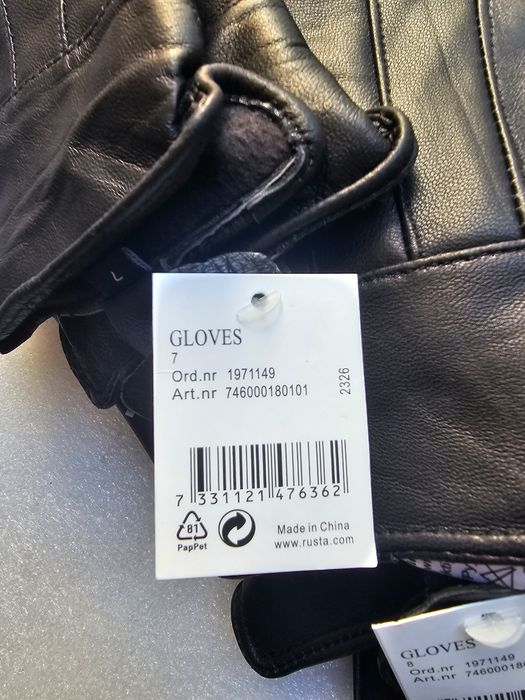 L
GLOVES
7
Ord.nr 1971149
Art.nr 746000180101
2326
7 331121 476362
81
PapPet
Made in China
www.rusta.com
GLOVES
8
Ord.nr 1971149
Art.nr 7460001801